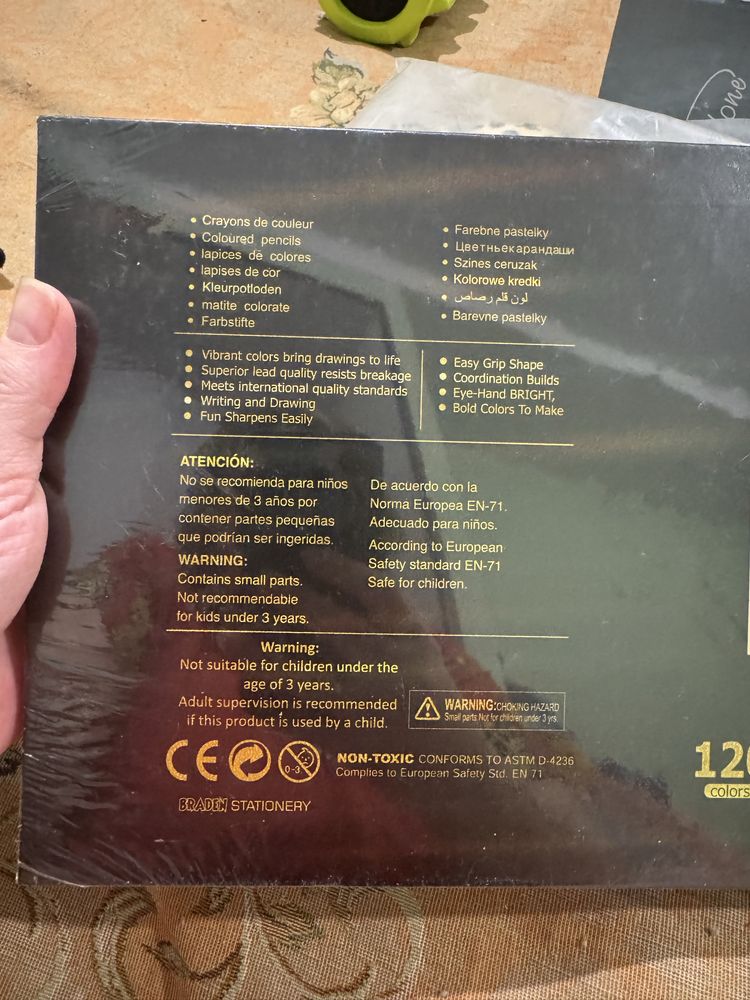 one
• Crayons de couleur
• Coloured pencils
• lapices de colores
• lapises de cor
• Kleurpotloden
• matite colorate
• Farbstifte
• Farebne pastelky
• Цветньекарандаши
• Szines ceruzak
• Kolorowe kredki
• لون قلم رصاص
• Barevne pastelky
• Vibrant colors bring drawings to life
• Superior lead quality resists breakage
• Meets international quality standards
• Writing and Drawing
• Fun Sharpens Easily
• Easy Grip Shape
• Coordination Builds
• Eye-Hand BRIGHT,
• Bold Colors To Make
ATENCIÓN:
No se recomienda para niños
menores de 3 años por
contener partes pequeñas
que podrían ser ingeridas.
WARNING:
Contains small parts.
Not recommendable
for kids under 3 years.
De acuerdo con la
Norma Europea EN-71.
Adecuado para niños.
According to European
Safety standard EN-71
Safe for children.
Warning:
Not suitable for children under the
age of 3 years.
Adult supervision is recommended
if this product is used by a child.
WARNING:CHOKING HAZARD
Small parts.Not for children under 3 yrs.
CE
0-3
NON-TOXIC CONFORMS TO ASTM D-4236
Complies to European Safety Std. EN 71
BRADEN STATIONERY
120
colors